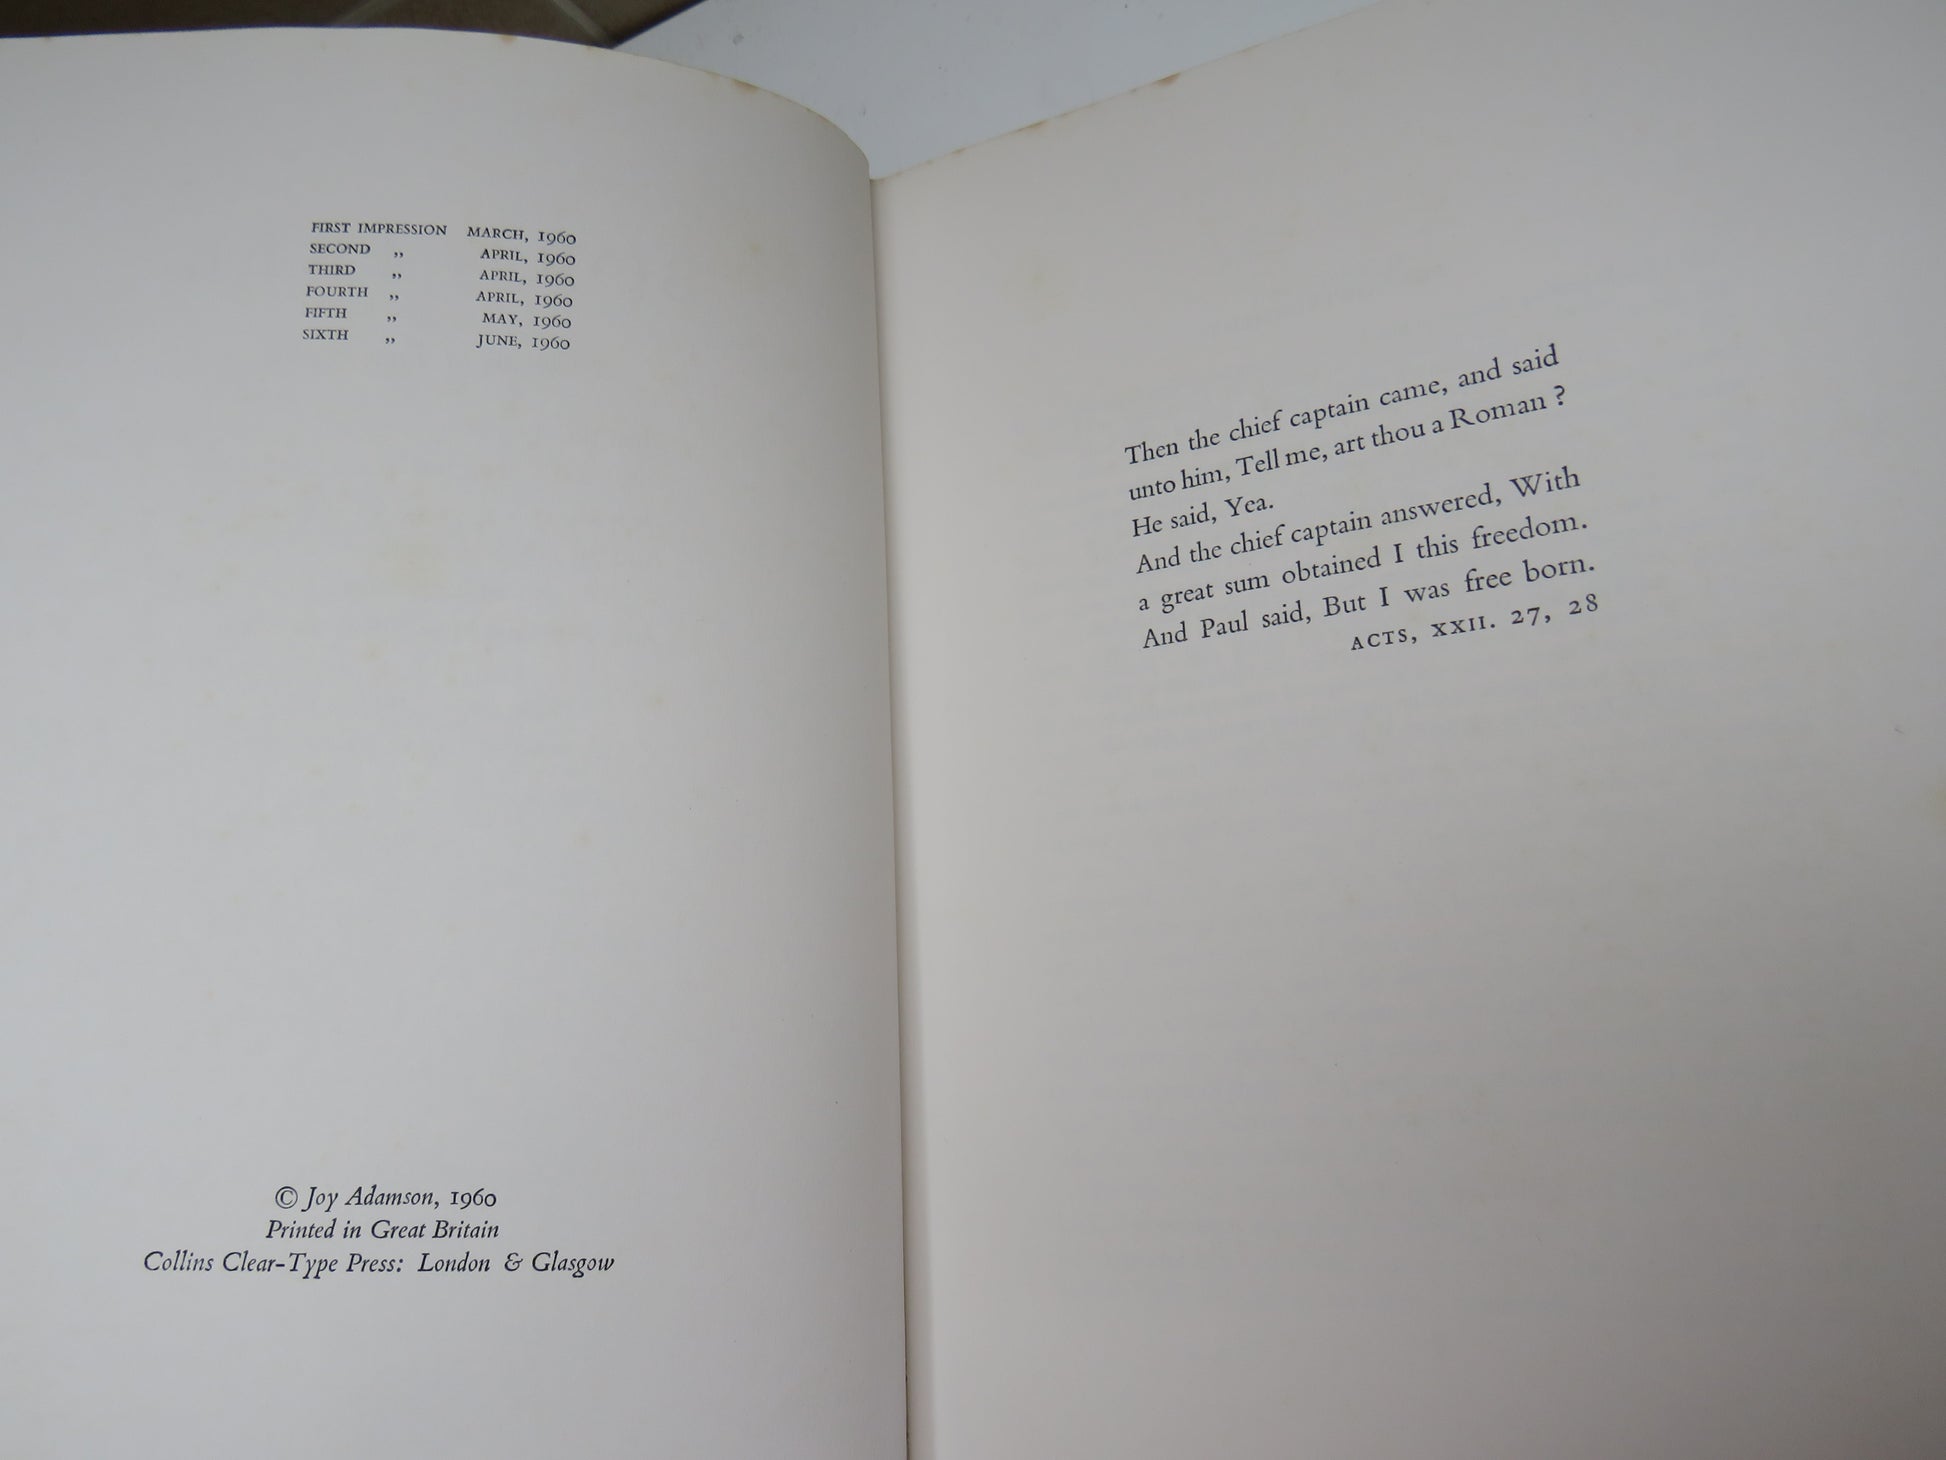 FIRST IMPRESSION MARCH, 1960
SECOND ,, APRIL, 1960
THIRD ,, APRIL, 1960
FOURTH ,, APRIL, 1960
FIFTH ,, MAY, 1960
SIXTH ,, JUNE, 1960
© Joy Adamson, 1960
Printed in Great Britain
Collins Clear-Type Press: London & Glasgow
Then the chief captain came, and said
unto him, Tell me, art thou a Roman ?
He said, Yea.
And the chief captain answered, With
a great sum obtained I this freedom.
And Paul said, But I was free born.
ACTS, XXII. 27, 28